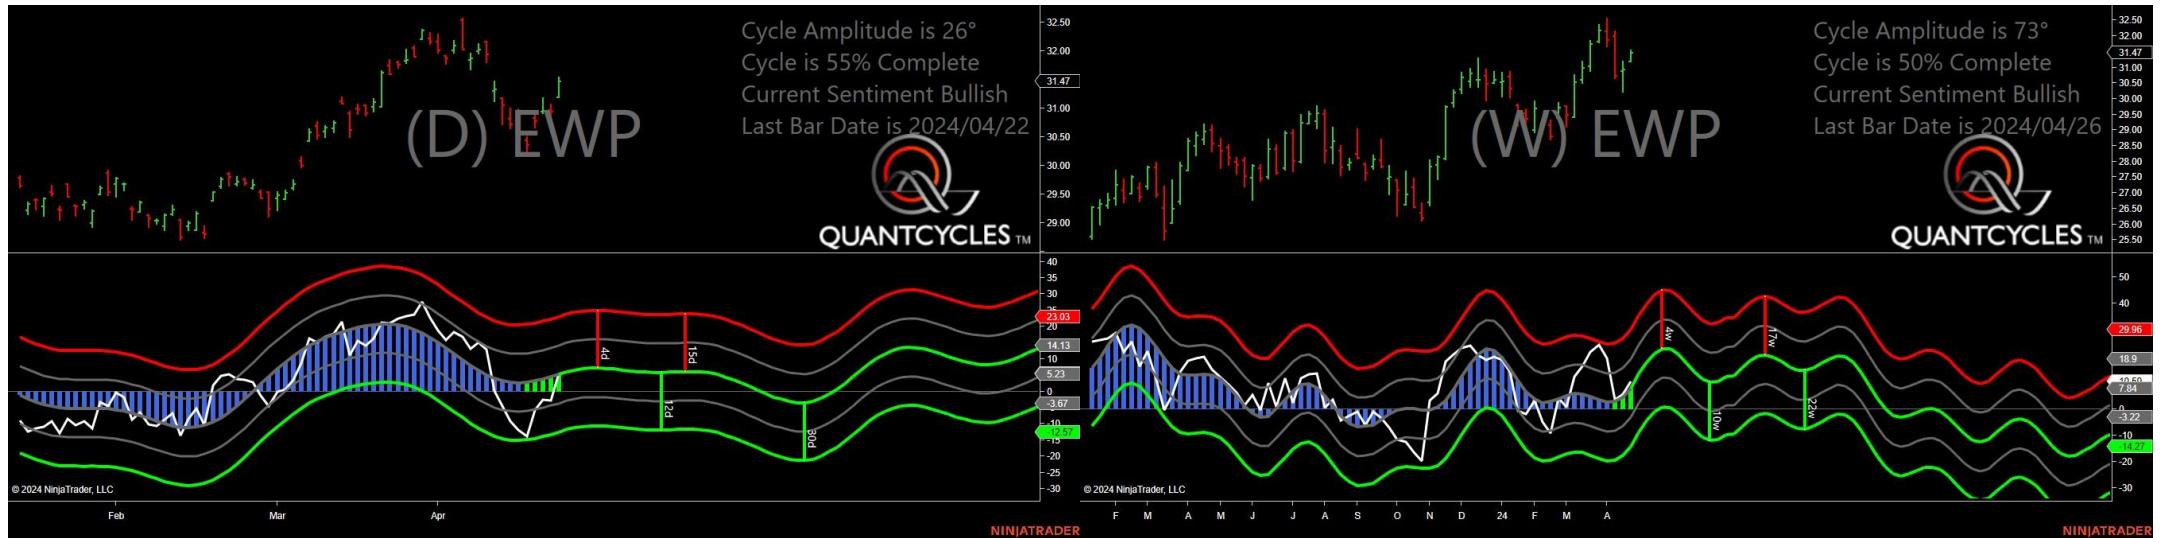 Cycle Amplitude is 26°
Cycle is 55% Complete
Current Sentiment Bullish
Last Bar Date is 2024/04/22
(D) EWP
QUANTCYCLES TM
32.50
32.00
31.47
31.00
30.50
30.00
29.50
29.00
40
35
30
25
23.03
20
14.13
10
5.23
0
-3.67
-10
-12.57
-15
-20
-25
-30
4d
15d
12d
30d
© 2024 NinjaTrader, LLC
Feb Mar Apr
NINJATRADER
Cycle Amplitude is 73°
Cycle is 50% Complete
Current Sentiment Bullish
Last Bar Date is 2024/04/26
(W) EWP
QUANTCYCLES TM
32.50
32.00
31.47
31.00
30.50
30.00
29.50
29.00
28.50
28.00
27.50
27.00
26.50
26.00
25.50
50
40
29.96
18.9
7.84
0
-3.22
-10
-14.27
-20
-30
4w
17w
10w
22w
© 2024 NinjaTrader, LLC
F M A M J J A S O N D 24 F M A
NINJATRADER